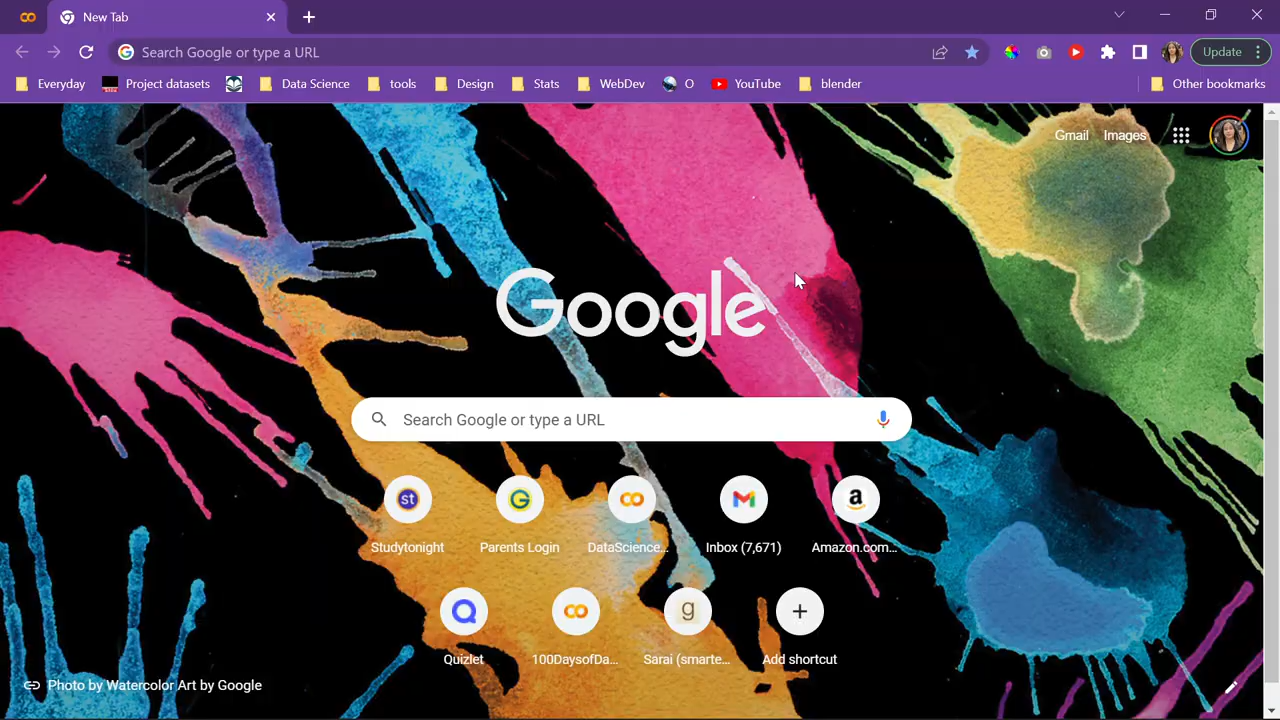 New Tab
Search Google or type a URL
Update
Everyday
Project datasets
Data Science
tools
Design
Stats
WebDev
O
YouTube
blender
Other bookmarks
Gmail
Images
Google
Search Google or type a URL
st
Studytonight
Parents Login
DataScience...
Inbox (7,671)
a
Amazon.com...
Quizlet
100DaysofDa...
g
Sarai (smarte...
Add shortcut
Photo by Watercolor Art by Google